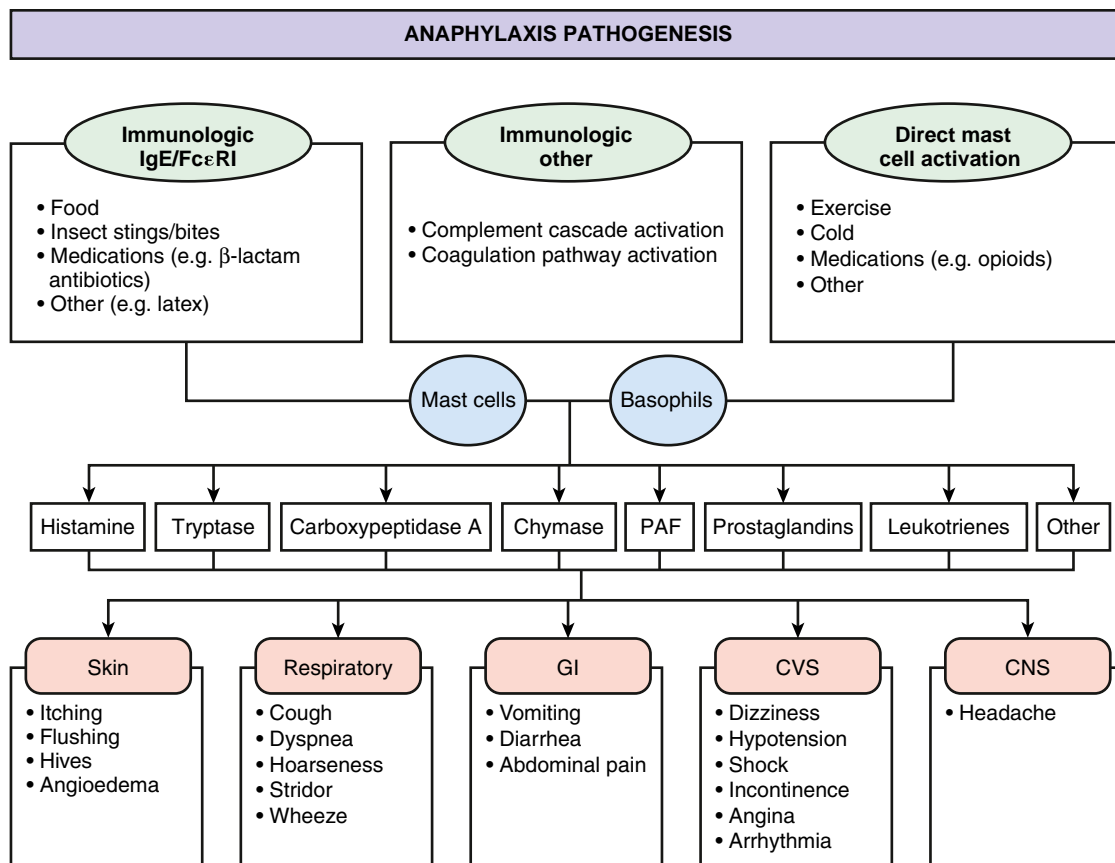 ANAPHYLAXIS PATHOGENESIS
Immunologic
IgE/FcεRI
• Food
• Insect stings/bites
• Medications (e.g. β-lactam
antibiotics)
• Other (e.g. latex)
Immunologic
other
• Complement cascade activation
• Coagulation pathway activation
Direct mast
cell activation
• Exercise
• Cold
• Medications (e.g. opioids)
• Other
Mast cells
Basophils
Histamine
Tryptase
Carboxypeptidase A
Chymase
PAF
Prostaglandins
Leukotrienes
Other
Skin
• Itching
• Flushing
• Hives
• Angioedema
Respiratory
• Cough
• Dyspnea
• Hoarseness
• Stridor
• Wheeze
GI
• Vomiting
• Diarrhea
• Abdominal pain
CVS
• Dizziness
• Hypotension
• Shock
• Incontinence
• Angina
• Arrhythmia
CNS
• Headache